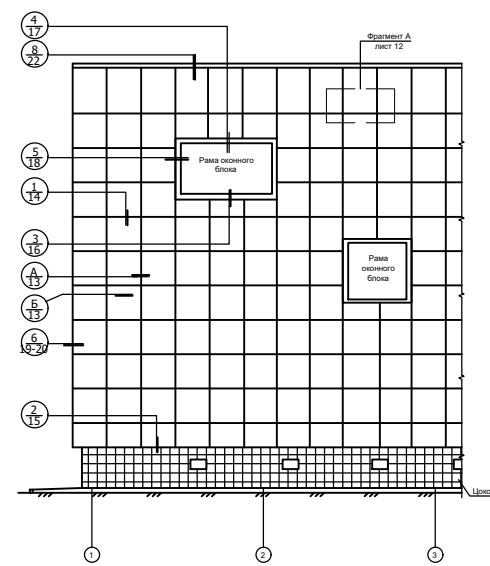 4
17
8
22
Фрагмент А
лист 12
5
18
Рама оконного
блока
1
14
3
16
А
13
Рама
оконного
блока
Б
13
6
19-20
2
15
Цоко
1
2
3